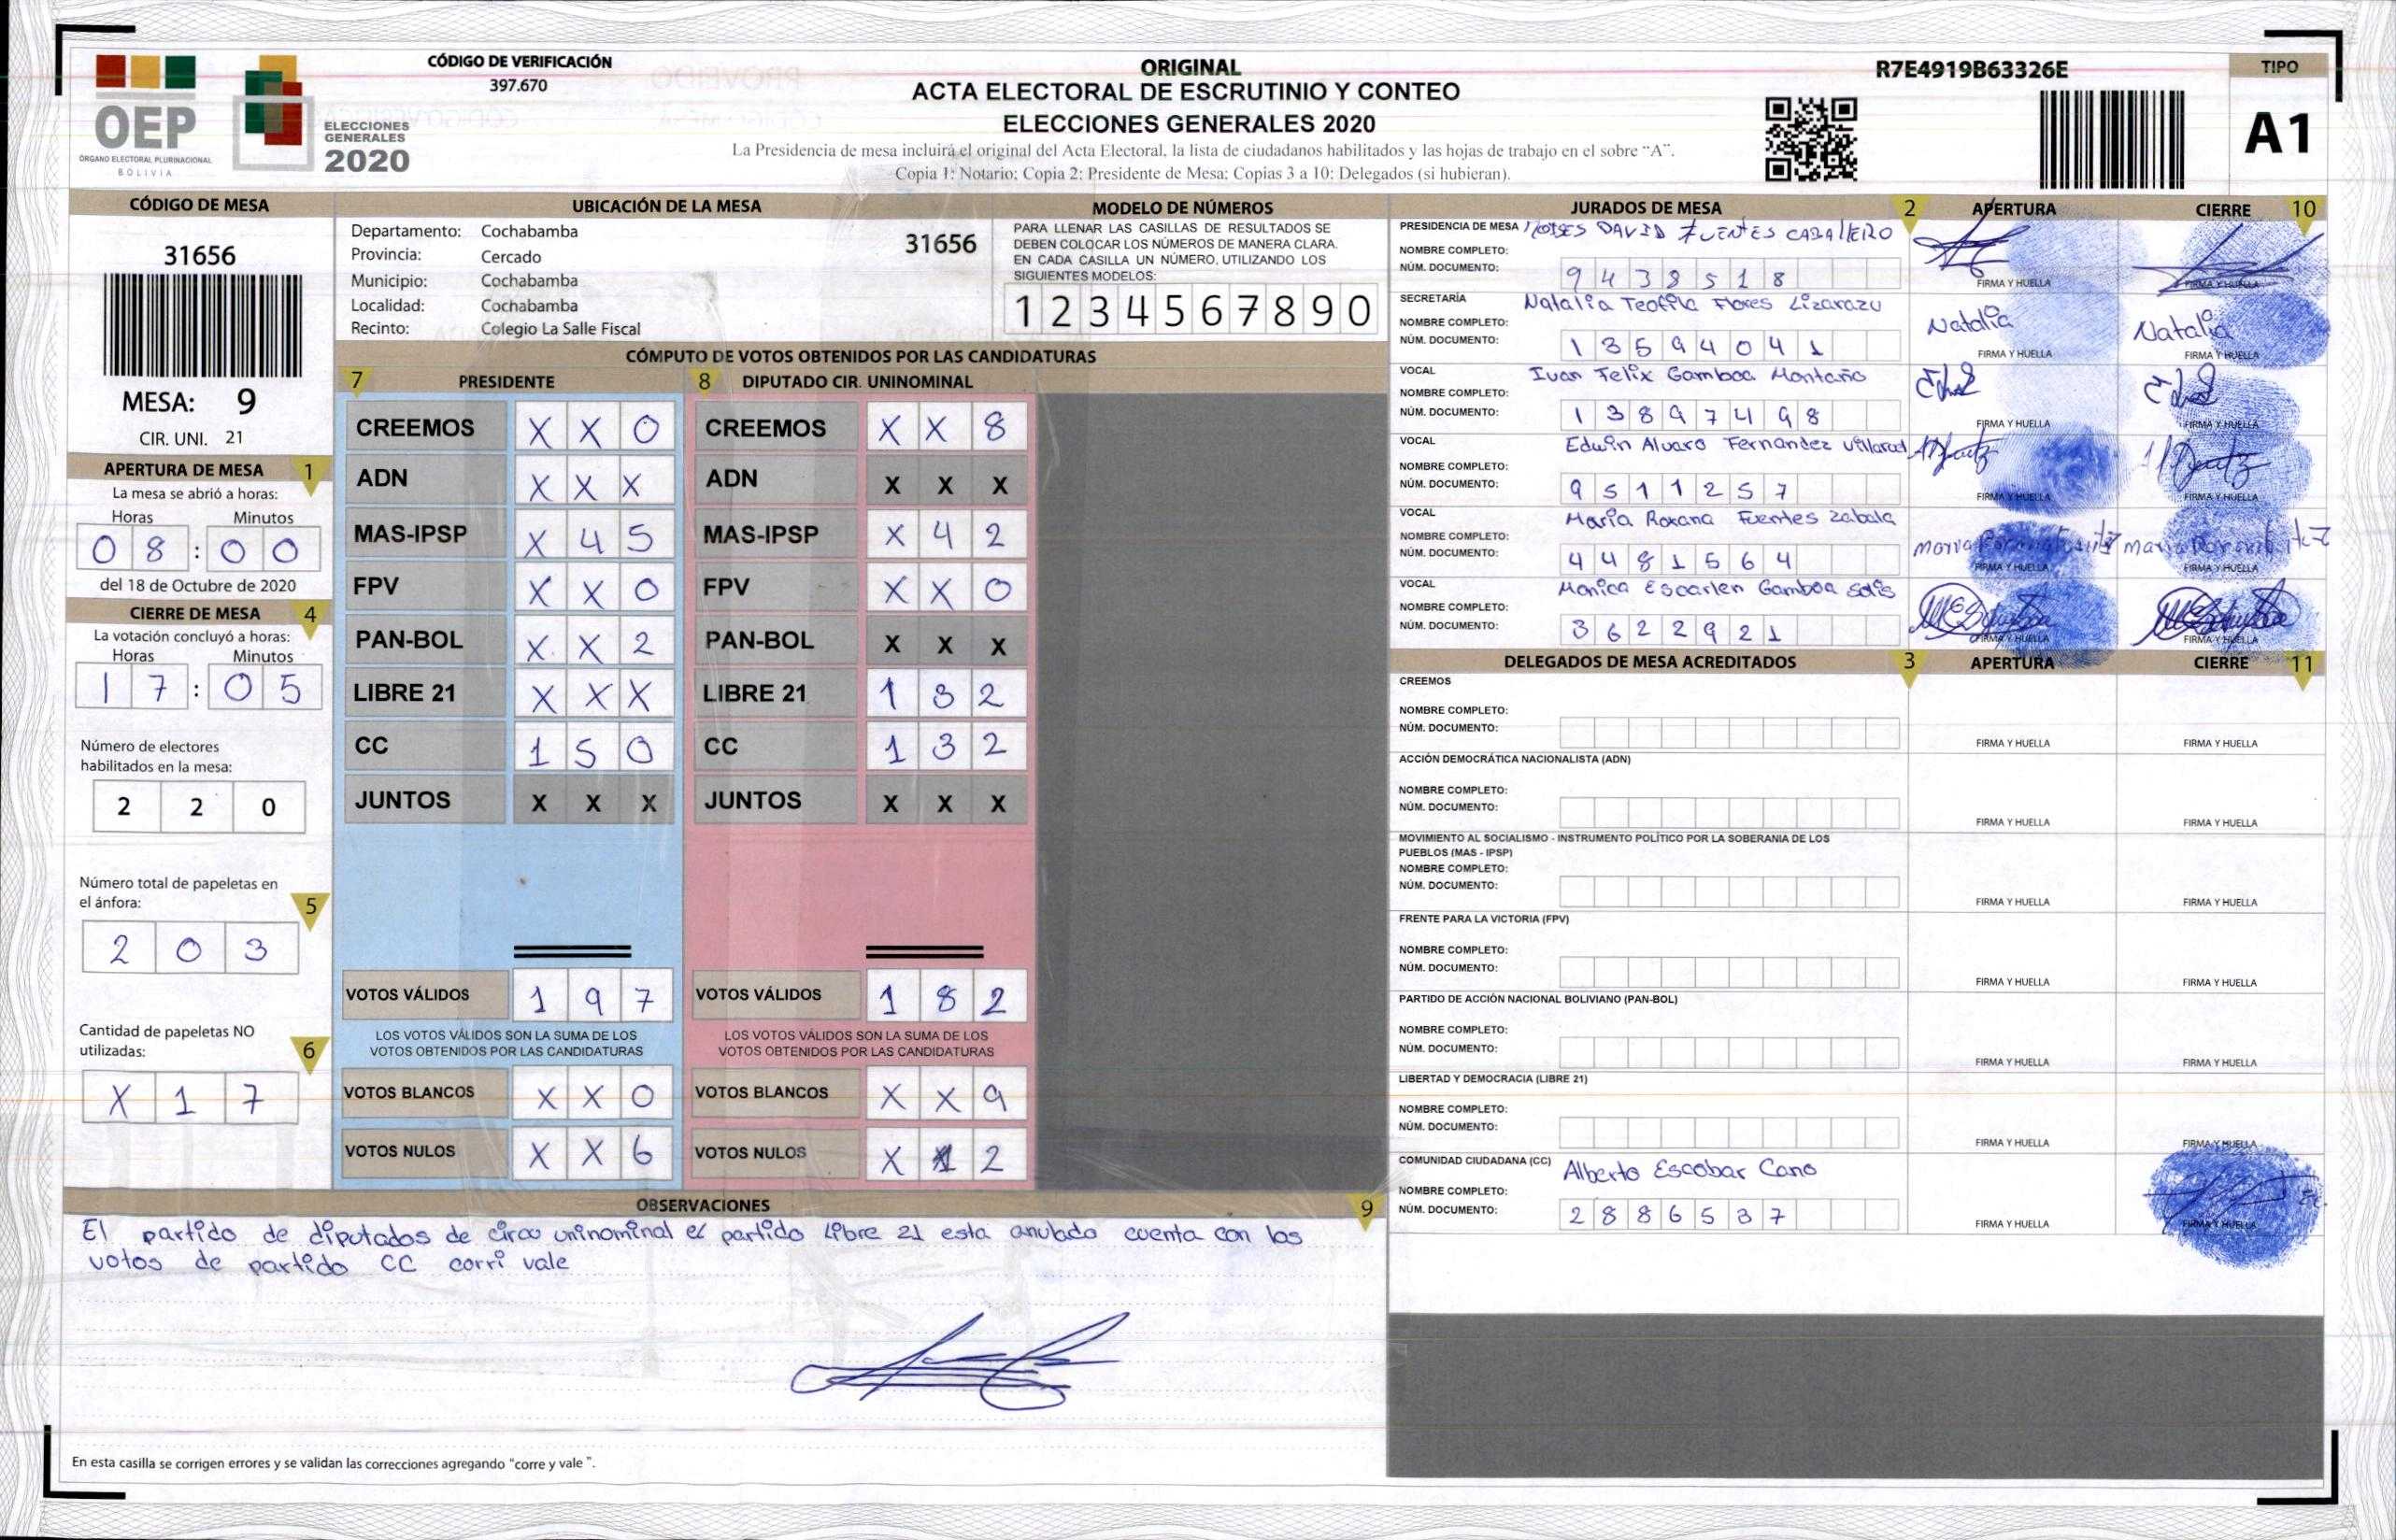 CÓDIGO DE VERIFICACIÓN
397.670
ORIGINAL
ACTA ELECTORAL DE ESCRUTINIO Y CONTEO
ELECCIONES GENERALES 2020
La Presidencia de mesa incluirá el original del Acta Electoral, la lista de ciudadanos habilitados y las hojas de trabajo en el sobre “A”.
Copia 1: Notario; Copia 2: Presidente de Mesa; Copias 3 a 10: Delegados (si hubieran).
R7E4919B63326E
TIPO
A1
OEP
ÓRGANO ELECTORAL PLURINACIONAL
BOLIVIA
ELECCIONES
GENERALES
2020
CÓDIGO DE MESA
31656
MESA: 9
CIR. UNI. 21
APERTURA DE MESA 1
La mesa se abrió a horas:
Horas Minutos
0 8 : 0 0
del 18 de Octubre de 2020
CIERRE DE MESA 4
La votación concluyó a horas:
Horas Minutos
1 7 : 0 5
Número de electores
habilitados en la mesa:
2 2 0
Número total de papeletas en
el ánfora: 5
2 0 3
Cantidad de papeletas NO
utilizadas: 6
X 1 7
UBICACIÓN DE LA MESA
Departamento: Cochabamba 31656
Provincia: Cercado
Municipio: Cochabamba
Localidad: Cochabamba
Recinto: Colegio La Salle Fiscal
MODELO DE NÚMEROS
PARA LLENAR LAS CASILLAS DE RESULTADOS SE
DEBEN COLOCAR LOS NÚMEROS DE MANERA CLARA.
EN CADA CASILLA UN NÚMERO, UTILIZANDO LOS
SIGUIENTES MODELOS:
1 2 3 4 5 6 7 8 9 0
CÓMPUTO DE VOTOS OBTENIDOS POR LAS CANDIDATURAS
7 PRESIDENTE 8 DIPUTADO CIR. UNINOMINAL
CREEMOS X X 0 CREEMOS X X 8
ADN X X X ADN X X X
MAS-IPSP X 4 5 MAS-IPSP X 4 2
FPV X X 0 FPV X X 0
PAN-BOL X X 2 PAN-BOL X X X
LIBRE 21 X X X LIBRE 21 1 3 2
CC 1 5 0 CC 1 3 2
JUNTOS X X X JUNTOS X X X
VOTOS VÁLIDOS 1 9 7 VOTOS VÁLIDOS 1 8 2
LOS VOTOS VÁLIDOS SON LA SUMA DE LOS LOS VOTOS VÁLIDOS SON LA SUMA DE LOS
VOTOS OBTENIDOS POR LAS CANDIDATURAS VOTOS OBTENIDOS POR LAS CANDIDATURAS
VOTOS BLANCOS X X 0 VOTOS BLANCOS X X 9
VOTOS NULOS X X 6 VOTOS NULOS X 1 2
OBSERVACIONES 9
El partido de diputados de circo uninominal el partido Libre 21 esta anulado cuenta con los
votos de partido CC corri vale
En esta casilla se corrigen errores y se validan las correcciones agregando “corre y vale”.
JURADOS DE MESA 2 APERTURA CIERRE 10
PRESIDENCIA DE MESA MOISES DAVID FUENTES CABALLERO
NOMBRE COMPLETO:
NÚM. DOCUMENTO: 9 4 3 8 5 1 8 FIRMA Y HUELLA FIRMA Y HUELLA
SECRETARÍA Natalia Teofila Flores Lizarazu
NOMBRE COMPLETO: Natalia Natalia
NÚM. DOCUMENTO: 1 3 5 9 4 0 4 1 FIRMA Y HUELLA FIRMA Y HUELLA
VOCAL Ivan Felix Gamboa Montaño
NOMBRE COMPLETO:
NÚM. DOCUMENTO: 1 3 8 9 7 4 9 8 FIRMA Y HUELLA FIRMA Y HUELLA
VOCAL Edwin Alvaro Fernandez Villarroel
NOMBRE COMPLETO:
NÚM. DOCUMENTO: 9 5 1 1 2 5 7 FIRMA Y HUELLA FIRMA Y HUELLA
VOCAL Maria Roxana Fuentes Zabala
NOMBRE COMPLETO:
NÚM. DOCUMENTO: 4 4 8 1 5 6 4 FIRMA Y HUELLA FIRMA Y HUELLA
VOCAL Monica Escarlen Gamboa Solis
NOMBRE COMPLETO:
NÚM. DOCUMENTO: 3 6 2 2 9 2 1 FIRMA Y HUELLA FIRMA Y HUELLA
DELEGADOS DE MESA ACREDITADOS 3 APERTURA CIERRE 11
CREEMOS
NOMBRE COMPLETO:
NÚM. DOCUMENTO: FIRMA Y HUELLA FIRMA Y HUELLA
ACCIÓN DEMOCRÁTICA NACIONALISTA (ADN)
NOMBRE COMPLETO:
NÚM. DOCUMENTO: FIRMA Y HUELLA FIRMA Y HUELLA
MOVIMIENTO AL SOCIALISMO - INSTRUMENTO POLÍTICO POR LA SOBERANIA DE LOS
PUEBLOS (MAS - IPSP)
NOMBRE COMPLETO:
NÚM. DOCUMENTO: FIRMA Y HUELLA FIRMA Y HUELLA
FRENTE PARA LA VICTORIA (FPV)
NOMBRE COMPLETO:
NÚM. DOCUMENTO: FIRMA Y HUELLA FIRMA Y HUELLA
PARTIDO DE ACCIÓN NACIONAL BOLIVIANO (PAN-BOL)
NOMBRE COMPLETO:
NÚM. DOCUMENTO: FIRMA Y HUELLA FIRMA Y HUELLA
LIBERTAD Y DEMOCRACIA (LIBRE 21)
NOMBRE COMPLETO:
NÚM. DOCUMENTO: FIRMA Y HUELLA FIRMA Y HUELLA
COMUNIDAD CIUDADANA (CC) Alberto Escobar Cano
NOMBRE COMPLETO:
NÚM. DOCUMENTO: 2 8 8 6 5 3 7 FIRMA Y HUELLA FIRMA Y HUELLA